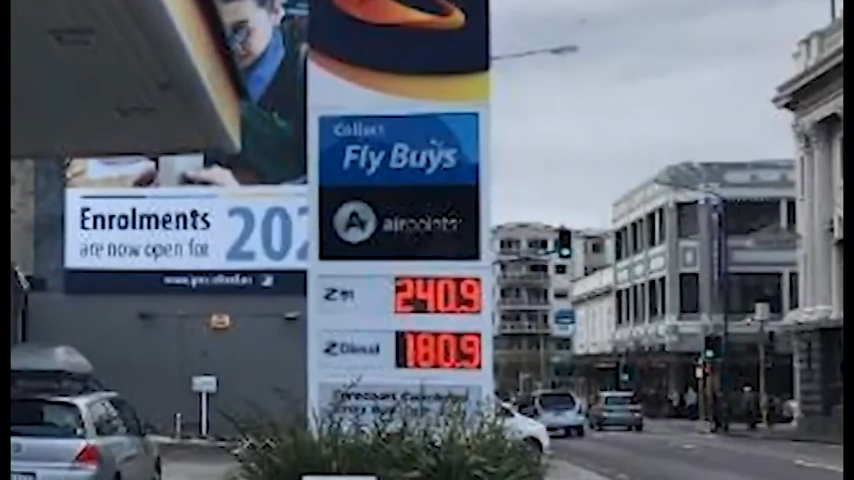 Collect
Fly Buys
airpoints
Enrolments
are now open for
202
Z91 240.9
Z Diesel 180.9